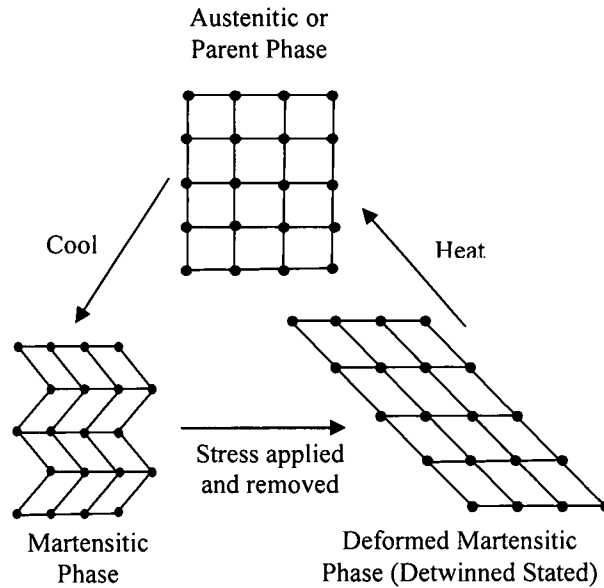 Austenitic or
Parent Phase
Cool
Heat
Stress applied
and removed
Martensitic
Phase
Deformed Martensitic
Phase (Detwinned Stated)